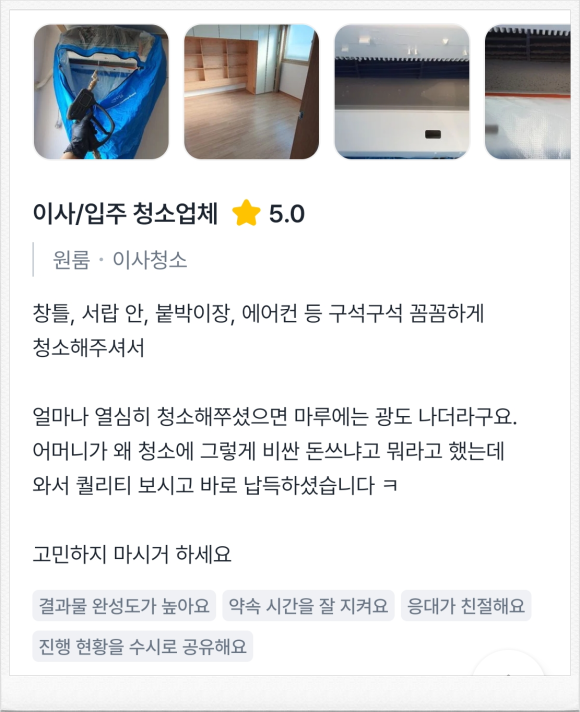 이사/입주 청소업체 5.0
원룸 · 이사청소
창틀, 서랍 안, 붙박이장, 에어컨 등 구석구석 꼼꼼하게
청소해주셔서
얼마나 열심히 청소해쭈셨으면 마루에는 광도 나더라구요.
어머니가 왜 청소에 그렇게 비싼 돈쓰냐고 뭐라고 했는데
와서 퀄리티 보시고 바로 납득하셨습니다 ㅋ
고민하지 마시거 하세요
결과물 완성도가 높아요 약속 시간을 잘 지켜요 응대가 친절해요
진행 현황을 수시로 공유해요